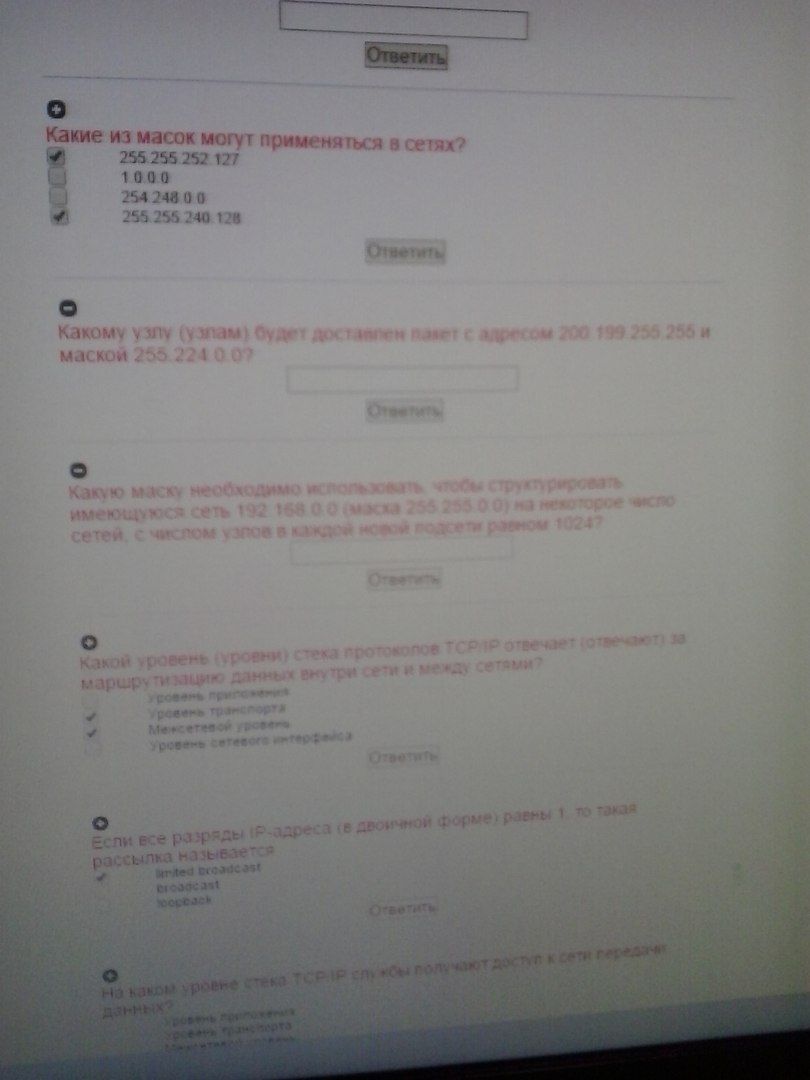 Ответить
Какие из масок могут применяться в сетях?
255.255.252.127
1.0.0.0
254.248.0.0
255.255.240.128
Ответить
Какому узлу (узлам) будет доставлен пакет с адресом 200.199.255.255 и
маской 255.224.0.0?
Ответить
Какую маску необходимо использовать, чтобы структурировать
имеющуюся сеть 192.168.0.0 (маска 255.255.0.0) на некоторое число
сетей, с числом узлов в каждой новой подсети равном 1024?
Ответить
Какой уровень (уровни) стека протоколов TCP/IP отвечает (отвечают) за
маршрутизацию данных внутри сети и между сетями?
Уровень приложения
Уровень транспорта
Межсетевой уровень
Уровень сетевого интерфейса
Ответить
Если все разряды IP-адреса (в двоичной форме) равны 1, то такая
рассылка называется
limited broadcast
broadcast
loopback
Ответить
На каком уровне стека TCP/IP службы получают доступ к сети передачи
данных?
Уровень приложения
Уровень транспорта
Межсетевой уровень